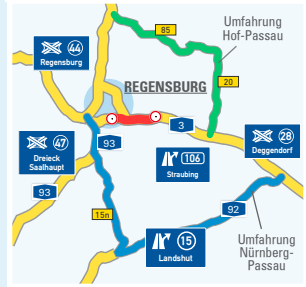 Umfahrung
Hof-Passau
85
44
Regensburg
REGENSBURG
20
3
47
Dreieck
Saalhaupt
93
106
Straubing
28
Deggendorf
93
15n
92
15
Landshut
Umfahrung
Nürnberg-
Passau